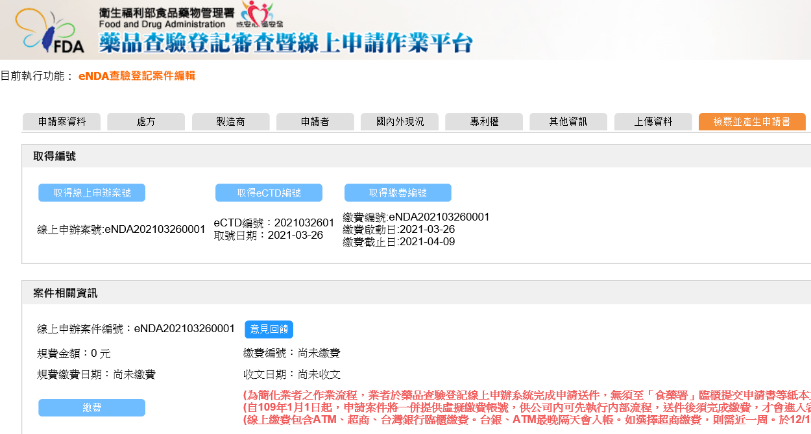 衛生福利部食品藥物管理署
Food and Drug Administration
FDA
藥品查驗登記審查暨線上申請作業平台
目前執行功能： eNDA查驗登記案件編輯
申請案資料 處方 製造商 申請者 國內外現況 專利權 其他資訊 上傳資料 檢視並產生申請書
取得編號
取得線上申辦案號 取得eCTD編號 取得繳費編號
線上申辦案號:eNDA202103260001
eCTD編號：2021032601
取號日期：2021-03-26
繳費編號:eNDA202103260001
繳費啟動日:2021-03-26
繳費截止日:2021-04-09
案件相關資訊
線上申辦案件編號：eNDA202103260001 意見回饋
規費金額：0 元 繳費編號：尚未繳費
規費繳費日期：尚未繳費 收文日期：尚未收文
繳費
(為簡化業者之作業流程，業者於藥品查驗登記線上申辦系統完成申請送件，無須至「食藥署」臨櫃提交申請書等紙本
(自109年1月1日起，申請案件將一併提供虛擬繳費帳號，供公司內可先執行內部流程，送件後須完成繳費，才會進入
(線上繳費包含ATM、超商、台灣銀行臨櫃繳費。台銀、ATM最晚隔天會入帳。如選擇超商繳費，則需近一周。於12/1